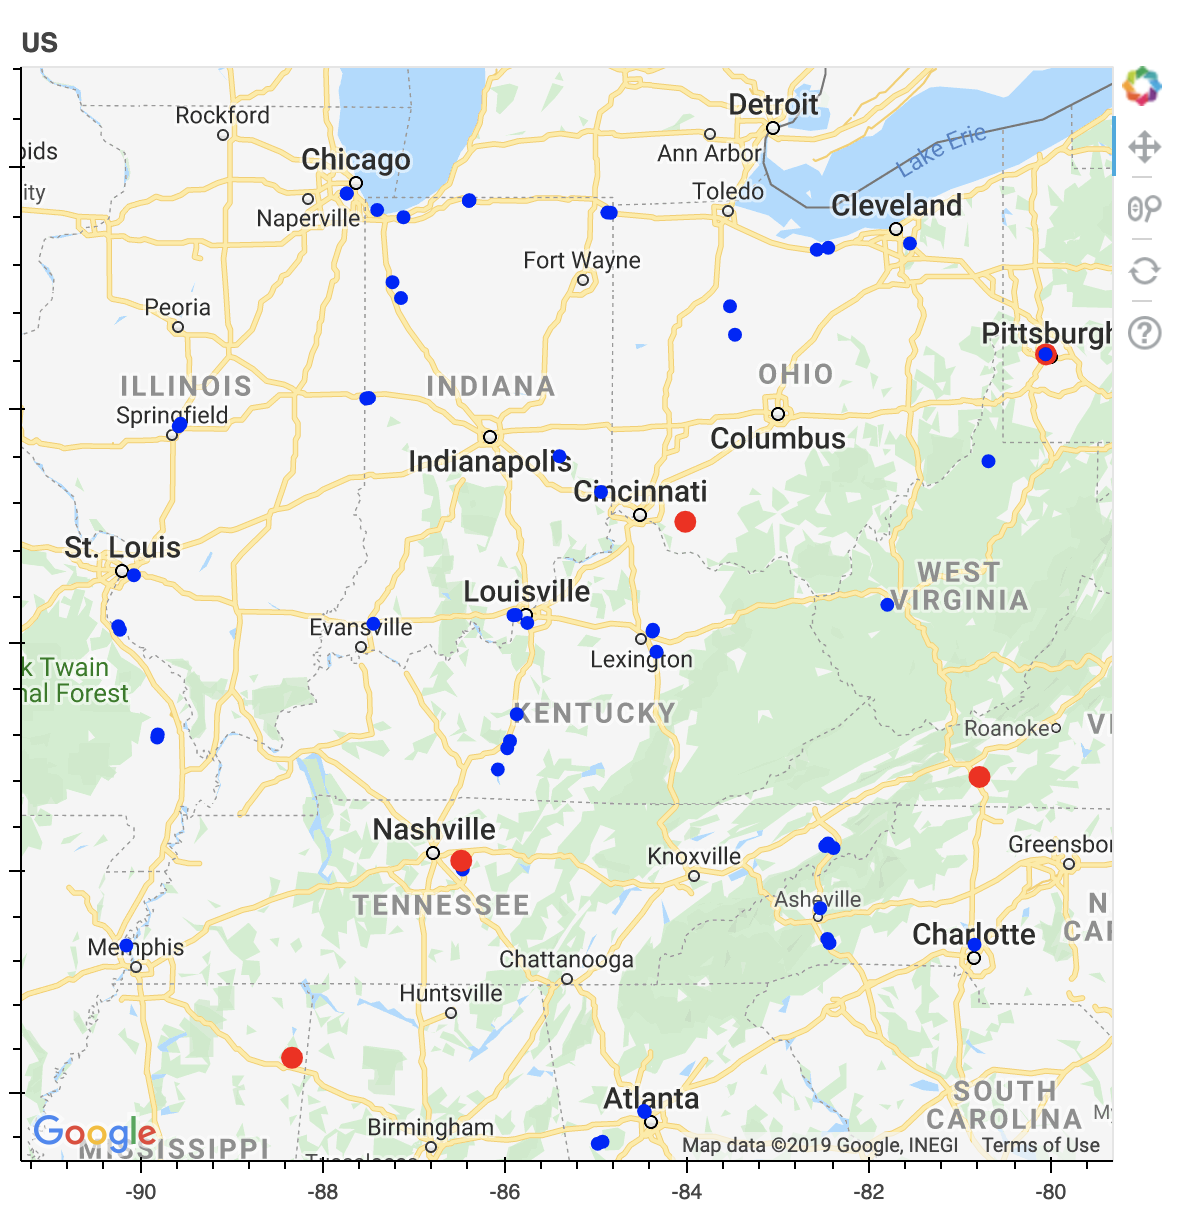 US
Detroit
Rockford
Lake Erie
Chicago
Ann Arbor
ity
Toledo
Naperville
Cleveland
Fort Wayne
Peoria
Pittsburgh
ILLINOIS
INDIANA
OHIO
Springfield
Columbus
Indianapolis
Cincinnati
St. Louis
WEST
VIRGINIA
Louisville
Evansville
Lexington
k Twain
nal Forest
KENTUCKY
Roanoke
VI
Nashville
Knoxville
Greensbor
TENNESSEE
Asheville
N
CAR
Charlotte
Memphis
Chattanooga
Huntsville
Atlanta
SOUTH
CAROLINA
M
Birmingham
Google
MISSISSIPPI
Map data ©2019 Google, INEGI Terms of Use
-90 -88 -86 -84 -82 -80